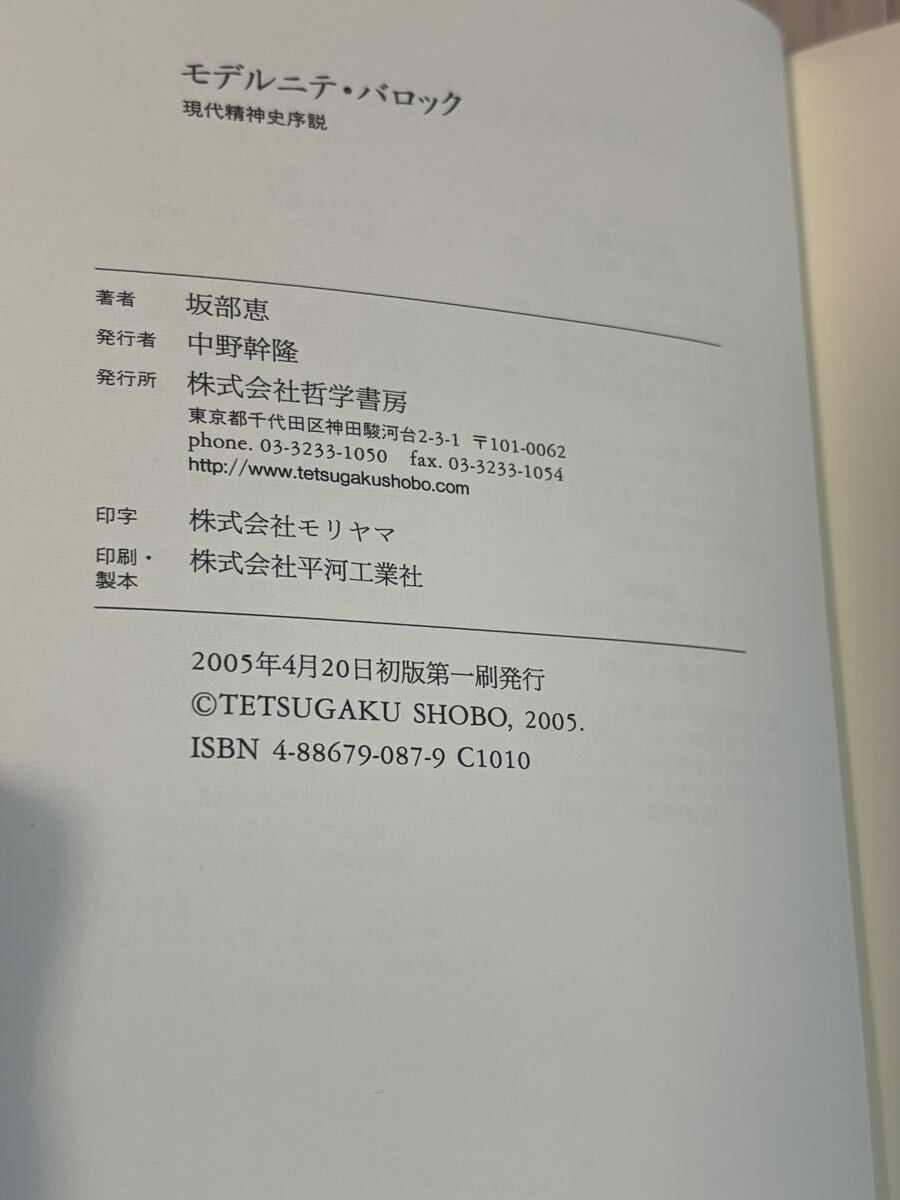 モデルニテ・バロック
現代精神史序説
著者 坂部恵
発行者 中野幹隆
発行所 株式会社哲学書房
東京都千代田区神田駿河台2-3-1 〒101-0062
phone. 03-3233-1050 fax. 03-3233-1054
http://www.tetsugakushobo.com
印字 株式会社モリヤマ
印刷・ 株式会社平河工業社
製本
2005年4月20日初版第一刷発行
©TETSUGAKU SHOBO, 2005.
ISBN 4-88679-087-9 C1010